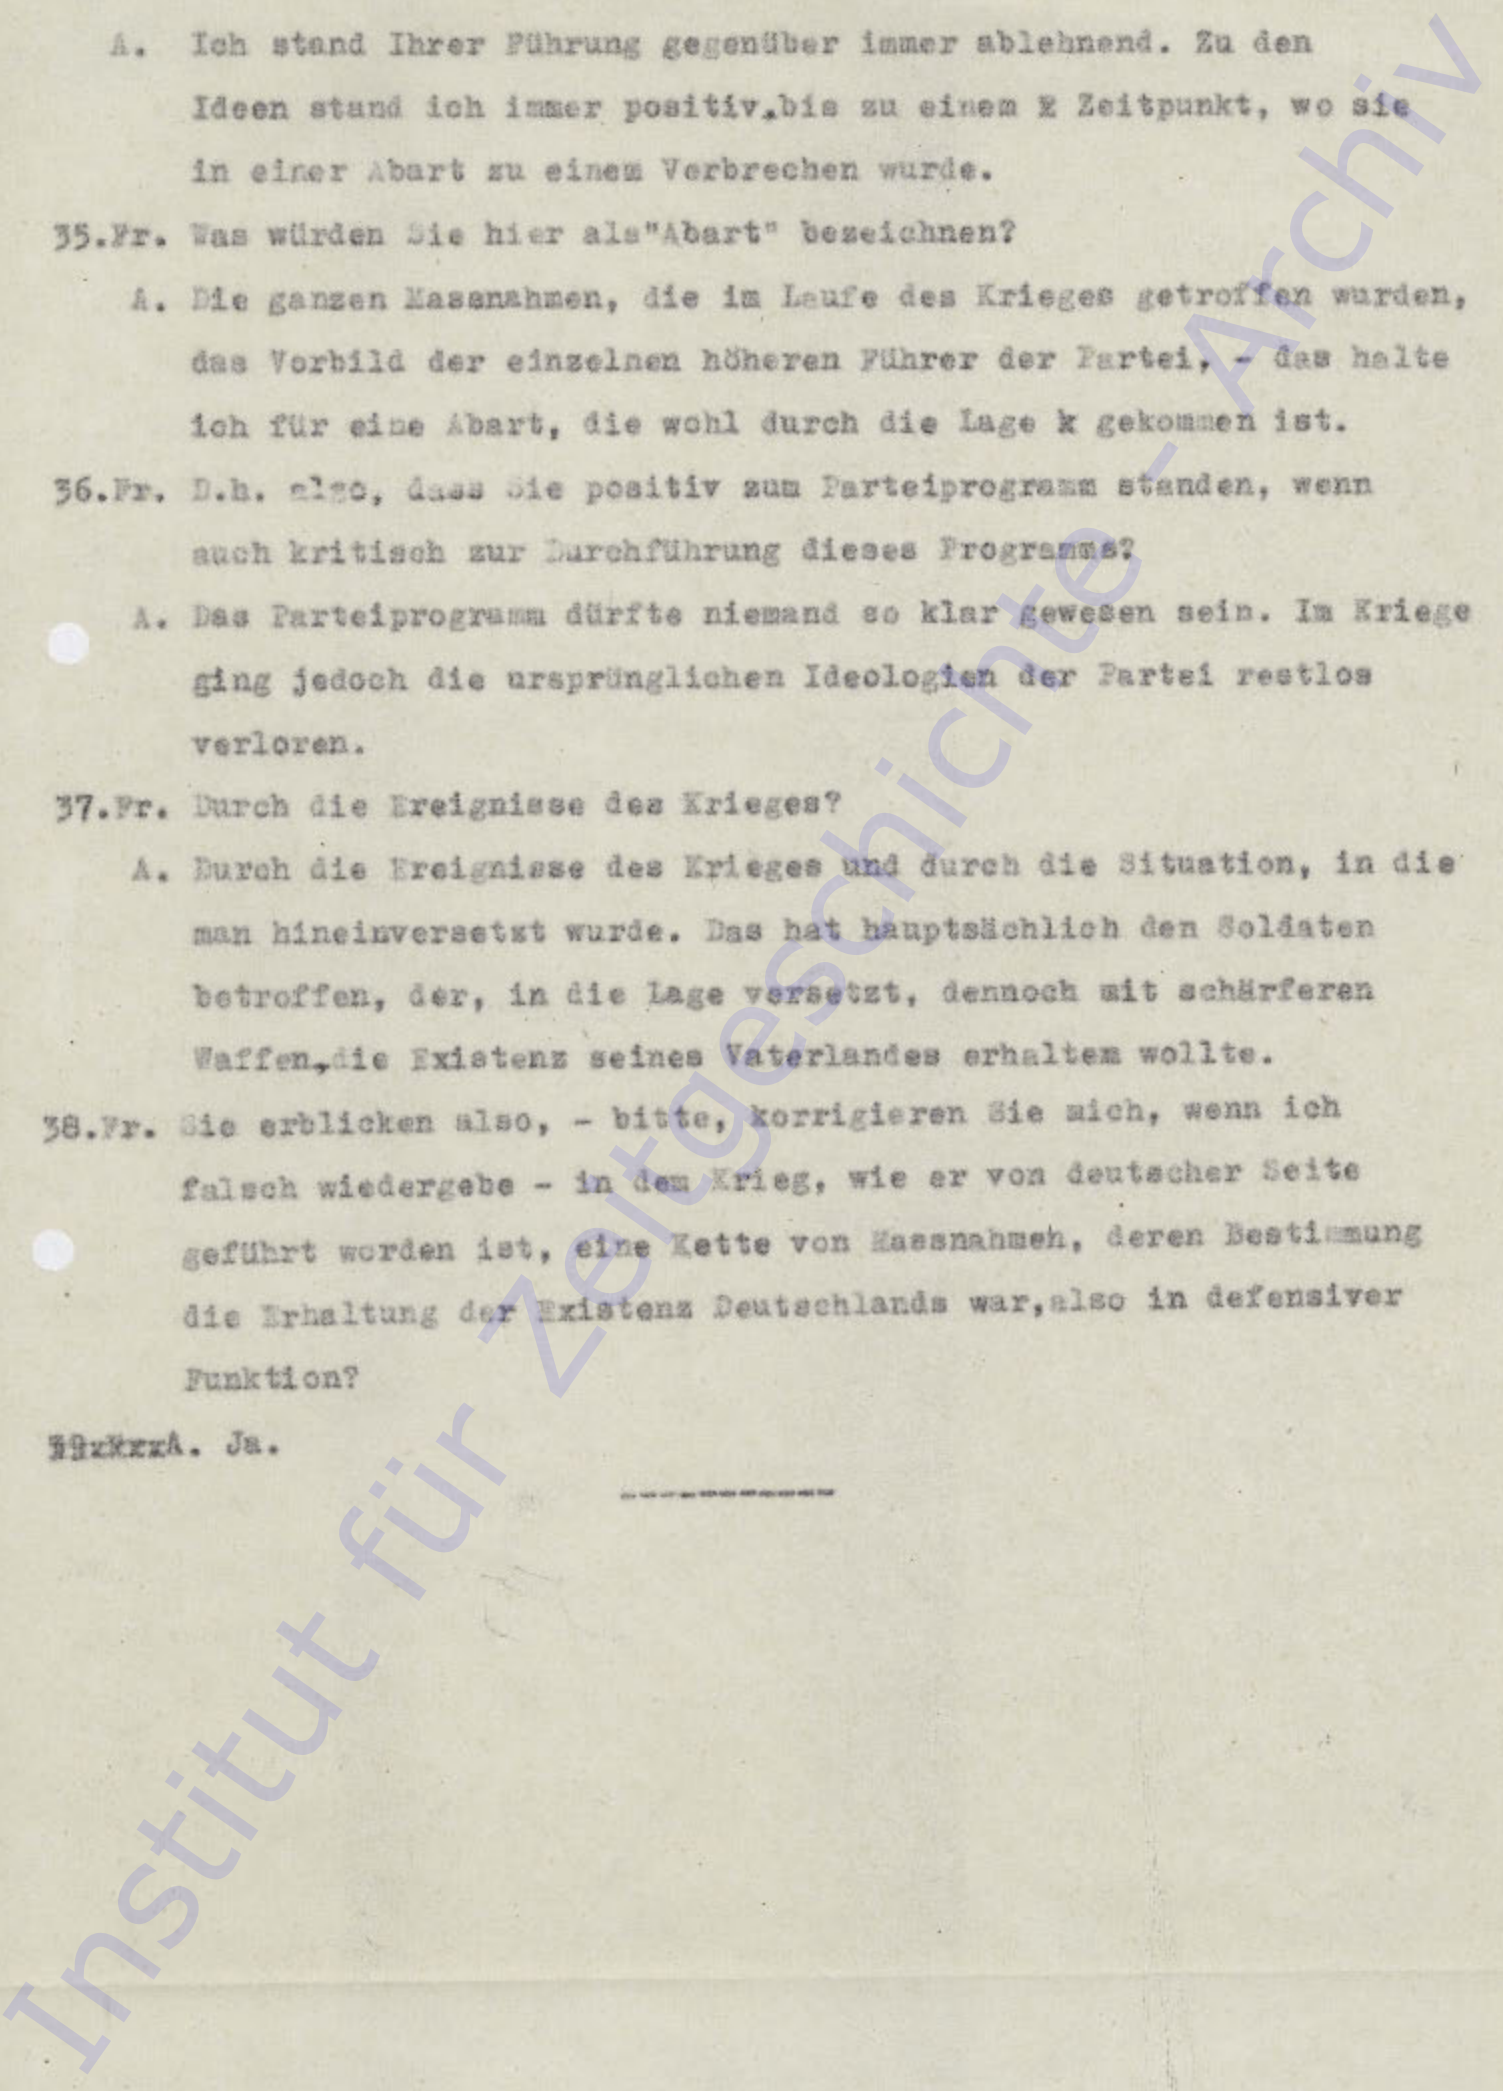 A. Ich stand Ihrer Führung gegenüber immer ablehnend. Zu den
Ideen stand ich immer positiv,bis zu einem Zeitpunkt, wo sie
in einer Abart zu einem Verbrechen wurde.
35.Fr. Was würden Sie hier als"Abart" bezeichnen?
A. Die ganzen Massnahmen, die im Laufe des Krieges getroffen wurden,
das Vorbild der einzelnen höheren Führer der Partei, - das halte
ich für eine Abart, die wohl durch die Lage k gekommen ist.
36.Fr. D.h. also, dass Sie positiv zum Parteiprogramm standen, wenn
auch kritisch zur Durchführung dieses Programms?
A. Das Parteiprogramm dürfte niemand so klar gewesen sein. Im Kriege
ging jedoch die ursprünglichen Ideologien der Partei restlos
verloren.
37.Fr. Durch die Ereignisse des Krieges?
A. Durch die Ereignisse des Krieges und durch die Situation, in die
man hineinversetzt wurde. Das hat hauptsächlich den Soldaten
betroffen, der, in die Lage versetzt, dennoch mit schärferen
Waffen,die Existenz seines Vaterlandes erhalten wollte.
38.Fr. Sie erblicken also, - bitte, korrigieren Sie mich, wenn ich
falsch wiedergebe - in dem Krieg, wie er von deutscher Seite
geführt worden ist, eine Kette von Massnahmen, deren Bestimmung
die Erhaltung der Existenz Deutschlands war,also in defensiver
Funktion?
A. Ja.
Institut für Zeitgeschichte - Archiv